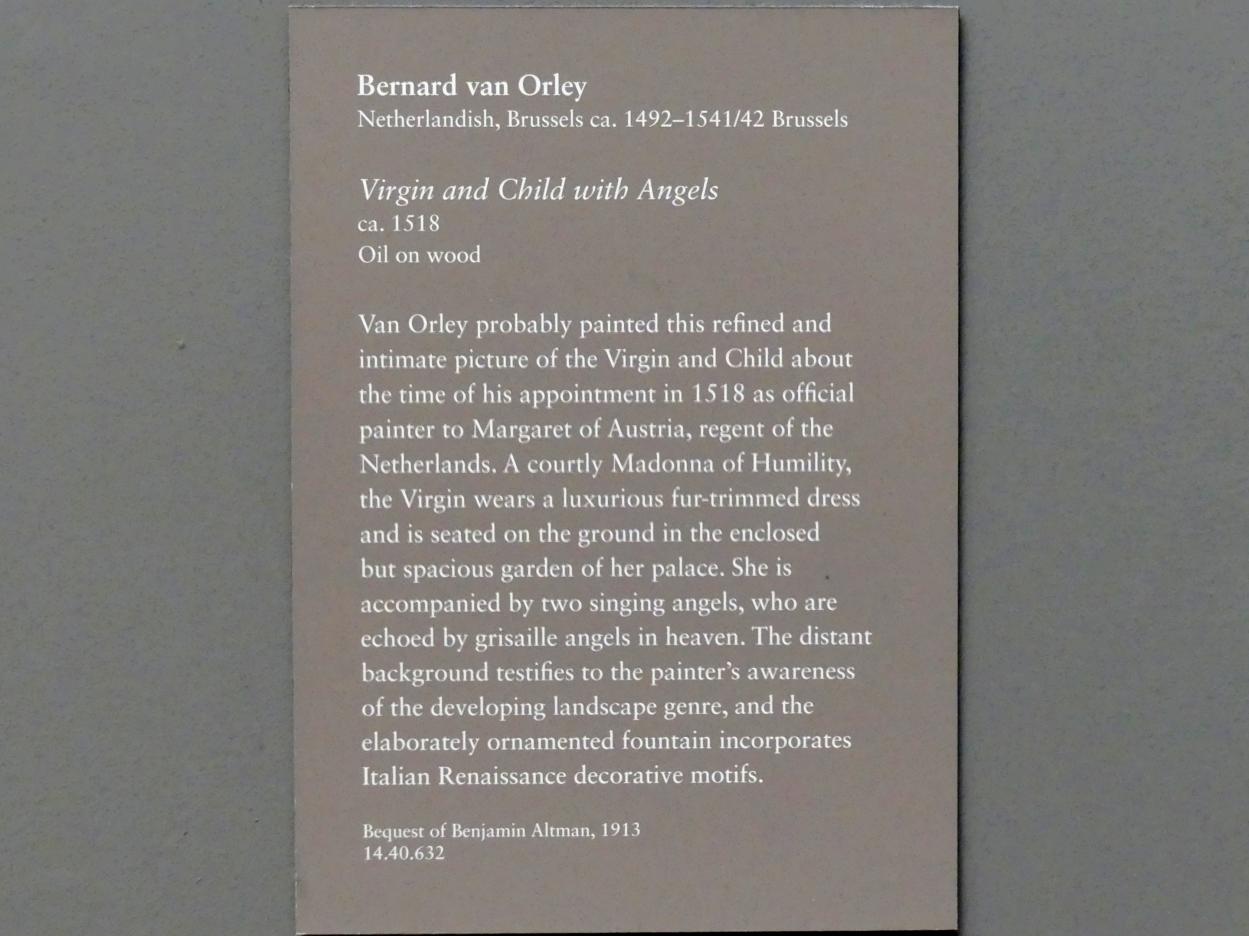 Bernard van Orley
Netherlandish, Brussels ca. 1492–1541/42 Brussels
Virgin and Child with Angels
ca. 1518
Oil on wood
Van Orley probably painted this refined and
intimate picture of the Virgin and Child about
the time of his appointment in 1518 as official
painter to Margaret of Austria, regent of the
Netherlands. A courtly Madonna of Humility,
the Virgin wears a luxurious fur-trimmed dress
and is seated on the ground in the enclosed
but spacious garden of her palace. She is
accompanied by two singing angels, who are
echoed by grisaille angels in heaven. The distant
background testifies to the painter’s awareness
of the developing landscape genre, and the
elaborately ornamented fountain incorporates
Italian Renaissance decorative motifs.
Bequest of Benjamin Altman, 1913
14.40.632